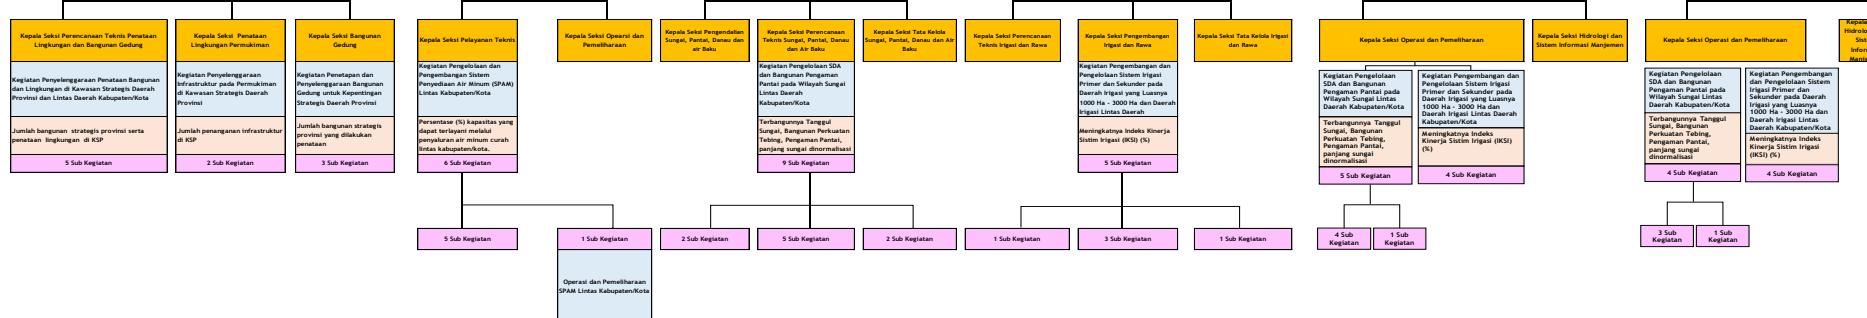 Kepala Seksi Perencanaan Teknis Penataan
Lingkungan dan Bangunan Gedung
Kegiatan Penyelenggaraan Penataan Bangunan
dan Lingkungan di Kawasan Strategis Daerah
Provinsi dan Lintas Daerah Kabupaten/Kota
Jumlah bangunan strategis provinsi serta
penataan lingkungan di KSP
5 Sub Kegiatan
Kepala Seksi Penataan
Lingkungan Permukiman
Kegiatan Penyelenggaraan
Infrastruktur pada Permukiman
di Kawasan Strategis Daerah
Provinsi
Jumlah penanganan infrastruktur
di KSP
2 Sub Kegiatan
Kepala Seksi Bangunan
Gedung
Kegiatan Penetapan dan
Penyelenggaraan Bangunan
Gedung untuk Kepentingan
Strategis Daerah Provinsi
Jumlah bangunan strategis
provinsi yang dilakukan
penataan
3 Sub Kegiatan
Kepala Seksi Pelayanan Teknis
Kegiatan Pengelolaan dan
Pengembangan Sistem
Penyediaan Air Minum (SPAM)
Lintas Kabupaten/Kota
Persentase (%) kapasitas yang
dapat terlayani melalui
penyaluran air minum curah
lintas kabupaten/kota.
6 Sub Kegiatan
5 Sub Kegiatan
Kepala Seksi Opearsi dan
Pemeliharaan
1 Sub Kegiatan
Operasi dan Pemeliharaan
SPAM Lintas Kabupaten/Kota
Kepala Seksi Pengendalian
Sungai, Pantai, Danau dan
air Baku
2 Sub Kegiatan
Kepala Seksi Perencanaan
Teknis Sungai, Pantai, Danau
dan Air Baku
Kegiatan Pengelolaan SDA
dan Bangunan Pengaman
Pantai pada Wilayah Sungai
Lintas Daerah
Kabupaten/Kota
Terbangunnya Tanggul
Sungai, Bangunan Perkuatan
Tebing, Pengaman Pantai,
panjang sungai dinormalisasi
9 Sub Kegiatan
5 Sub Kegiatan
Kepala Seksi Tata Kelola
Sungai, Pantai, Danau dan Air
Baku
2 Sub Kegiatan
Kepala Seksi Perencanaan
Teknis Irigasi dan Rawa
1 Sub Kegiatan
Kepala Seksi Pengembangan
Irigasi dan Rawa
Kegiatan Pengembangan dan
Pengelolaan Sistem Irigasi
Primer dan Sekunder pada
Daerah Irigasi yang Luasnya
1000 Ha - 3000 Ha dan Daerah
Irigasi Lintas Daerah
Meningkatnya Indeks Kinerja
Sistim Irigasi (IKSI) (%)
5 Sub Kegiatan
3 Sub Kegiatan
Kepala Seksi Tata Kelola Irigasi
dan Rawa
1 Sub Kegiatan
Kepala Seksi Operasi dan Pemeliharaan
Kegiatan Pengelolaan
SDA dan Bangunan
Pengaman Pantai pada
Wilayah Sungai Lintas
Daerah Kabupaten/Kota
Terbangunnya Tanggul
Sungai, Bangunan
Perkuatan Tebing,
Pengaman Pantai,
panjang sungai
dinormalisasi
5 Sub Kegiatan
4 Sub
Kegiatan
1 Sub
Kegiatan
Kegiatan Pengembangan dan
Pengelolaan Sistem Irigasi
Primer dan Sekunder pada
Daerah Irigasi yang Luasnya
1000 Ha - 3000 Ha dan
Daerah Irigasi Lintas Daerah
Kabupaten/Kota
Meningkatnya Indeks
Kinerja Sistim Irigasi (IKSI)
(%)
4 Sub Kegiatan
Kepala Seksi Hidrologi dan
Sistem Informasi Manjemen
Kepala Seksi Operasi dan Pemeliharaan
Kegiatan Pengelolaan
SDA dan Bangunan
Pengaman Pantai pada
Wilayah Sungai Lintas
Daerah Kabupaten/Kota
Terbangunnya Tanggul
Sungai, Bangunan
Perkuatan Tebing,
Pengaman Pantai,
panjang sungai
dinormalisasi
4 Sub Kegiatan
3 Sub
Kegiatan
1 Sub
Kegiatan
Kegiatan Pengembangan
dan Pengelolaan Sistem
Irigasi Primer dan
Sekunder pada Daerah
Irigasi yang Luasnya
1000 Ha - 3000 Ha dan
Daerah Irigasi Lintas
Daerah Kabupaten/Kota
Meningkatnya Indeks
Kinerja Sistim Irigasi
(IKSI) (%)
4 Sub Kegiatan